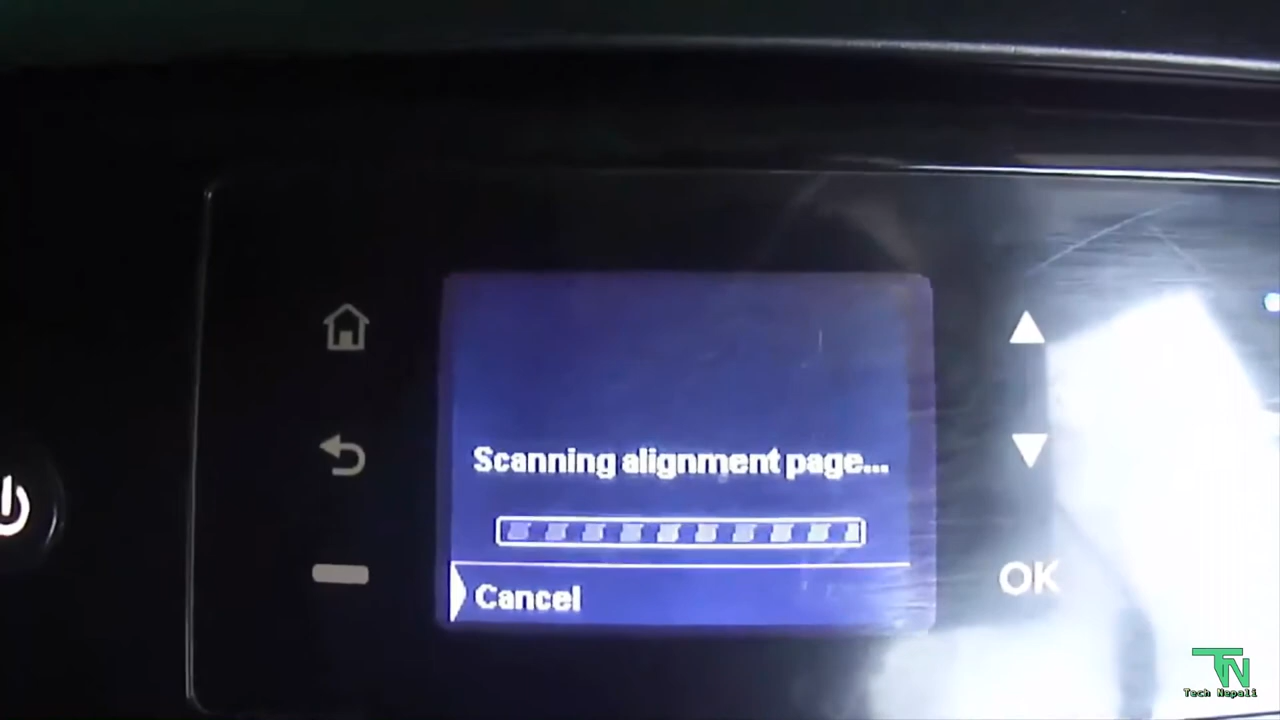 Scanning alignment page...
Cancel
OK
TN
Tech Nepali